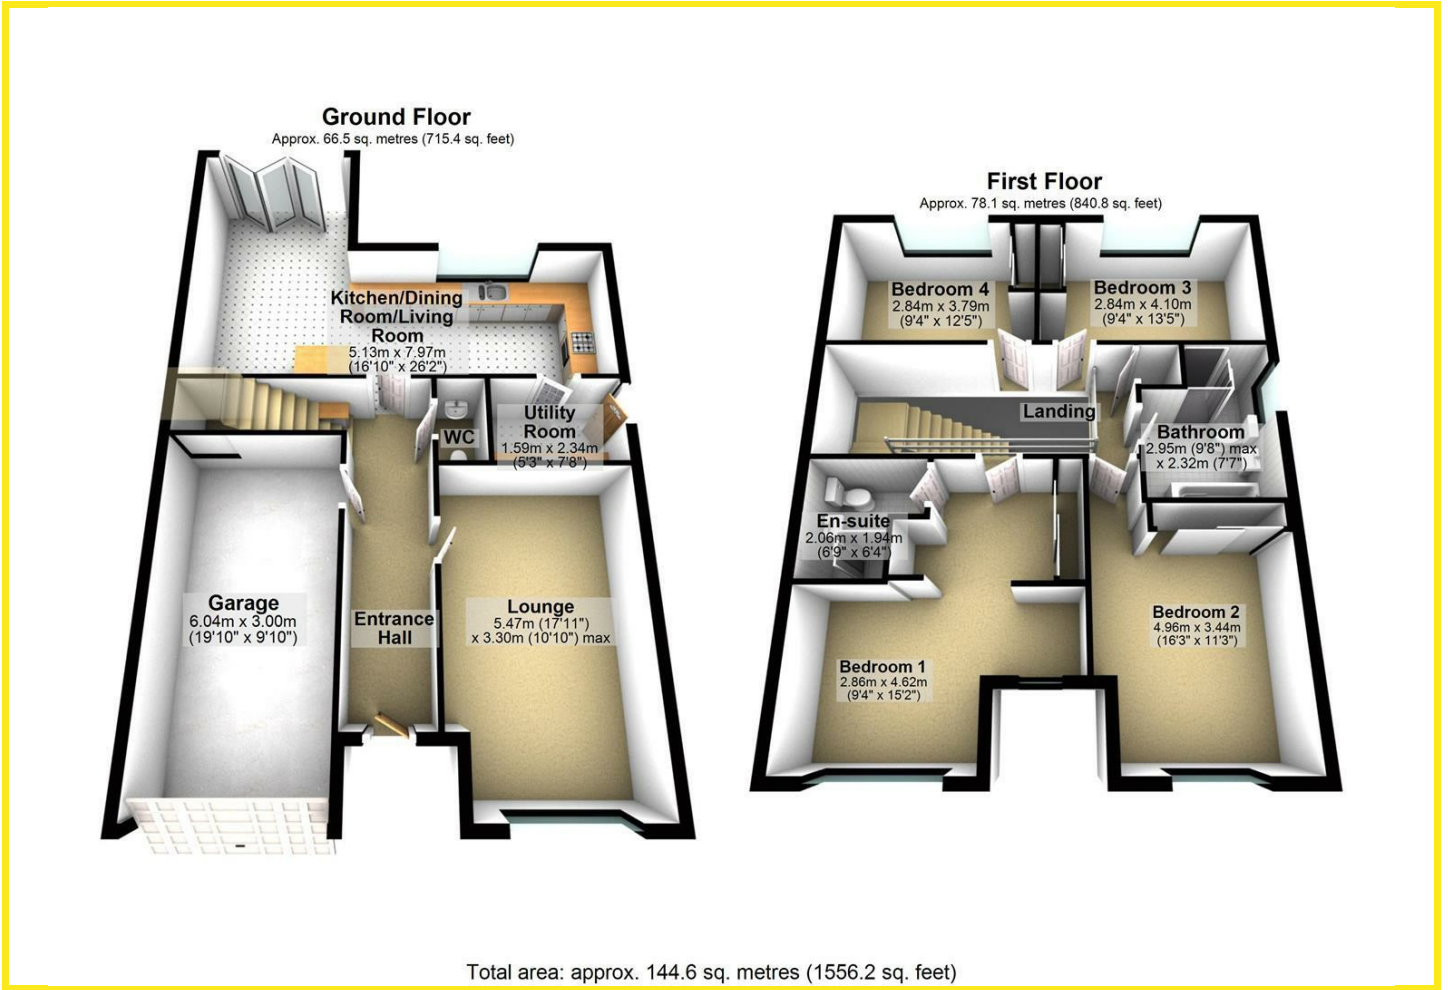 Ground Floor
Approx. 66.5 sq. metres (715.4 sq. feet)
Kitchen/Dining
Room/Living
Room
5.13m x 7.97m
(16'10" x 26'2")
WC
Utility
Room
1.59m x 2.34m
(5'3" x 7'8")
Garage
6.04m x 3.00m
(19'10" x 9'10")
Entrance
Hall
Lounge
5.47m (17'11")
x 3.30m (10'10") max
First Floor
Approx. 78.1 sq. metres (840.8 sq. feet)
Bedroom 4
2.84m x 3.79m
(9'4" x 12'5")
Bedroom 3
2.84m x 4.10m
(9'4" x 13'5")
Landing
Bathroom
2.95m (9'8") max
x 2.32m (7'7")
En-suite
2.06m x 1.94m
(6'9" x 6'4")
Bedroom 2
4.96m x 3.44m
(16'3" x 11'3")
Bedroom 1
2.86m x 4.62m
(9'4" x 15'2")
Total area: approx. 144.6 sq. metres (1556.2 sq. feet)